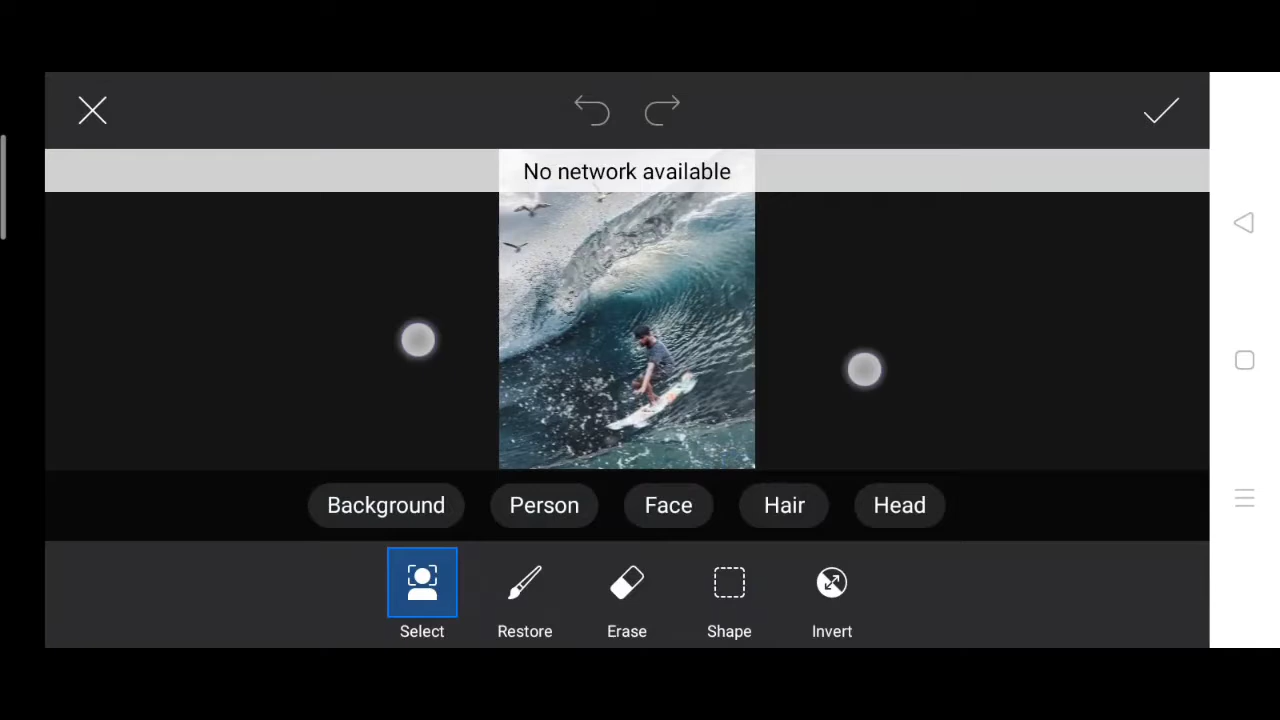 No network available
Background Person Face Hair Head
Select Restore Erase Shape Invert